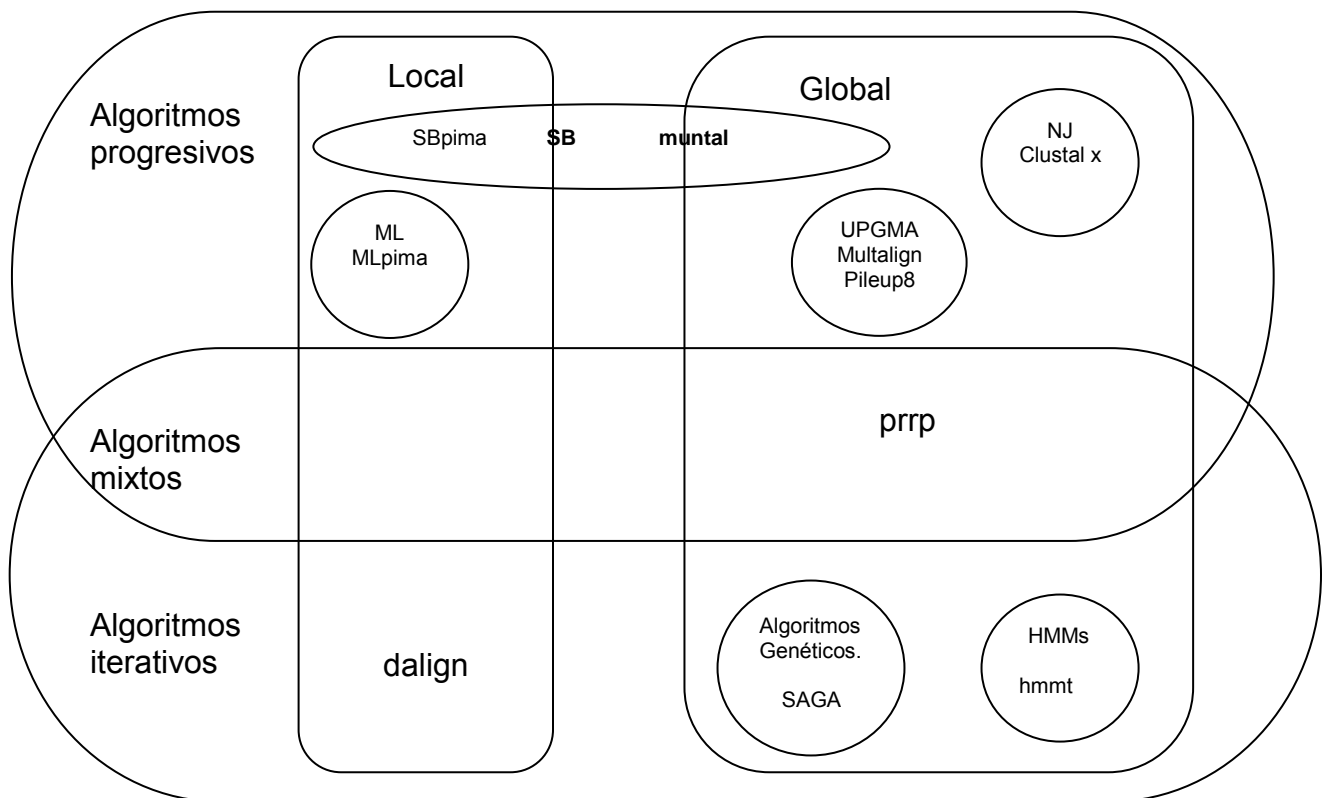 Local
Global
Algoritmos
progresivos
SBpima SB muntal
NJ
Clustal x
ML
MLpima
UPGMA
Multalign
Pileup8
Algoritmos
mixtos
prrp
Algoritmos
iterativos
dalign
Algoritmos
Genéticos.
SAGA
HMMs
hmmt